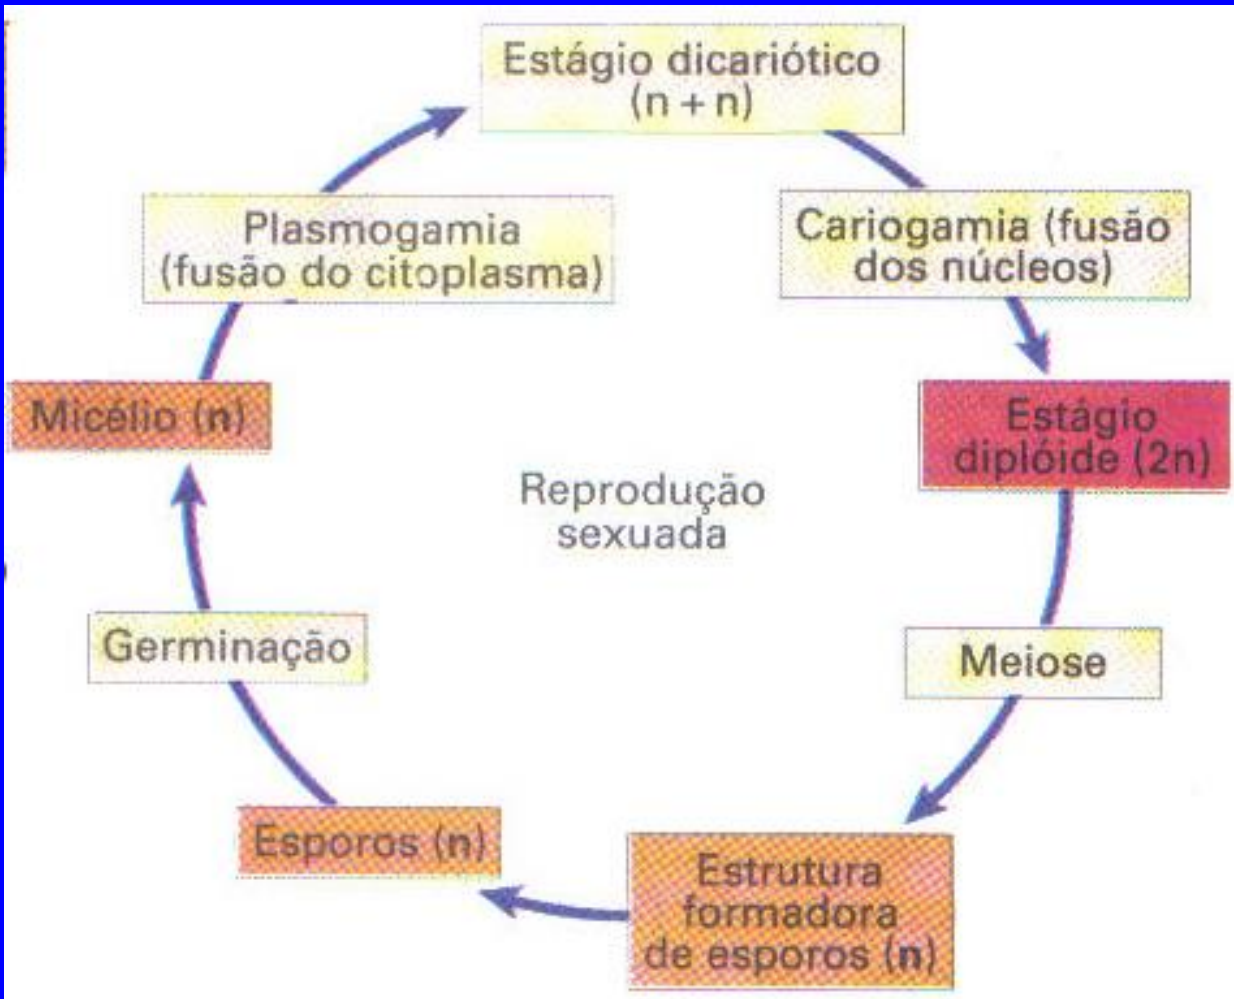 Estágio dicariótico
(n + n)
Plasmogamia
(fusão do citoplasma)
Cariogamia (fusão
dos núcleos)
Micélio (n)
Estágio
diplóide (2n)
Reprodução
sexuada
Germinação
Meiose
Esporos (n)
Estrutura
formadora
de esporos (n)